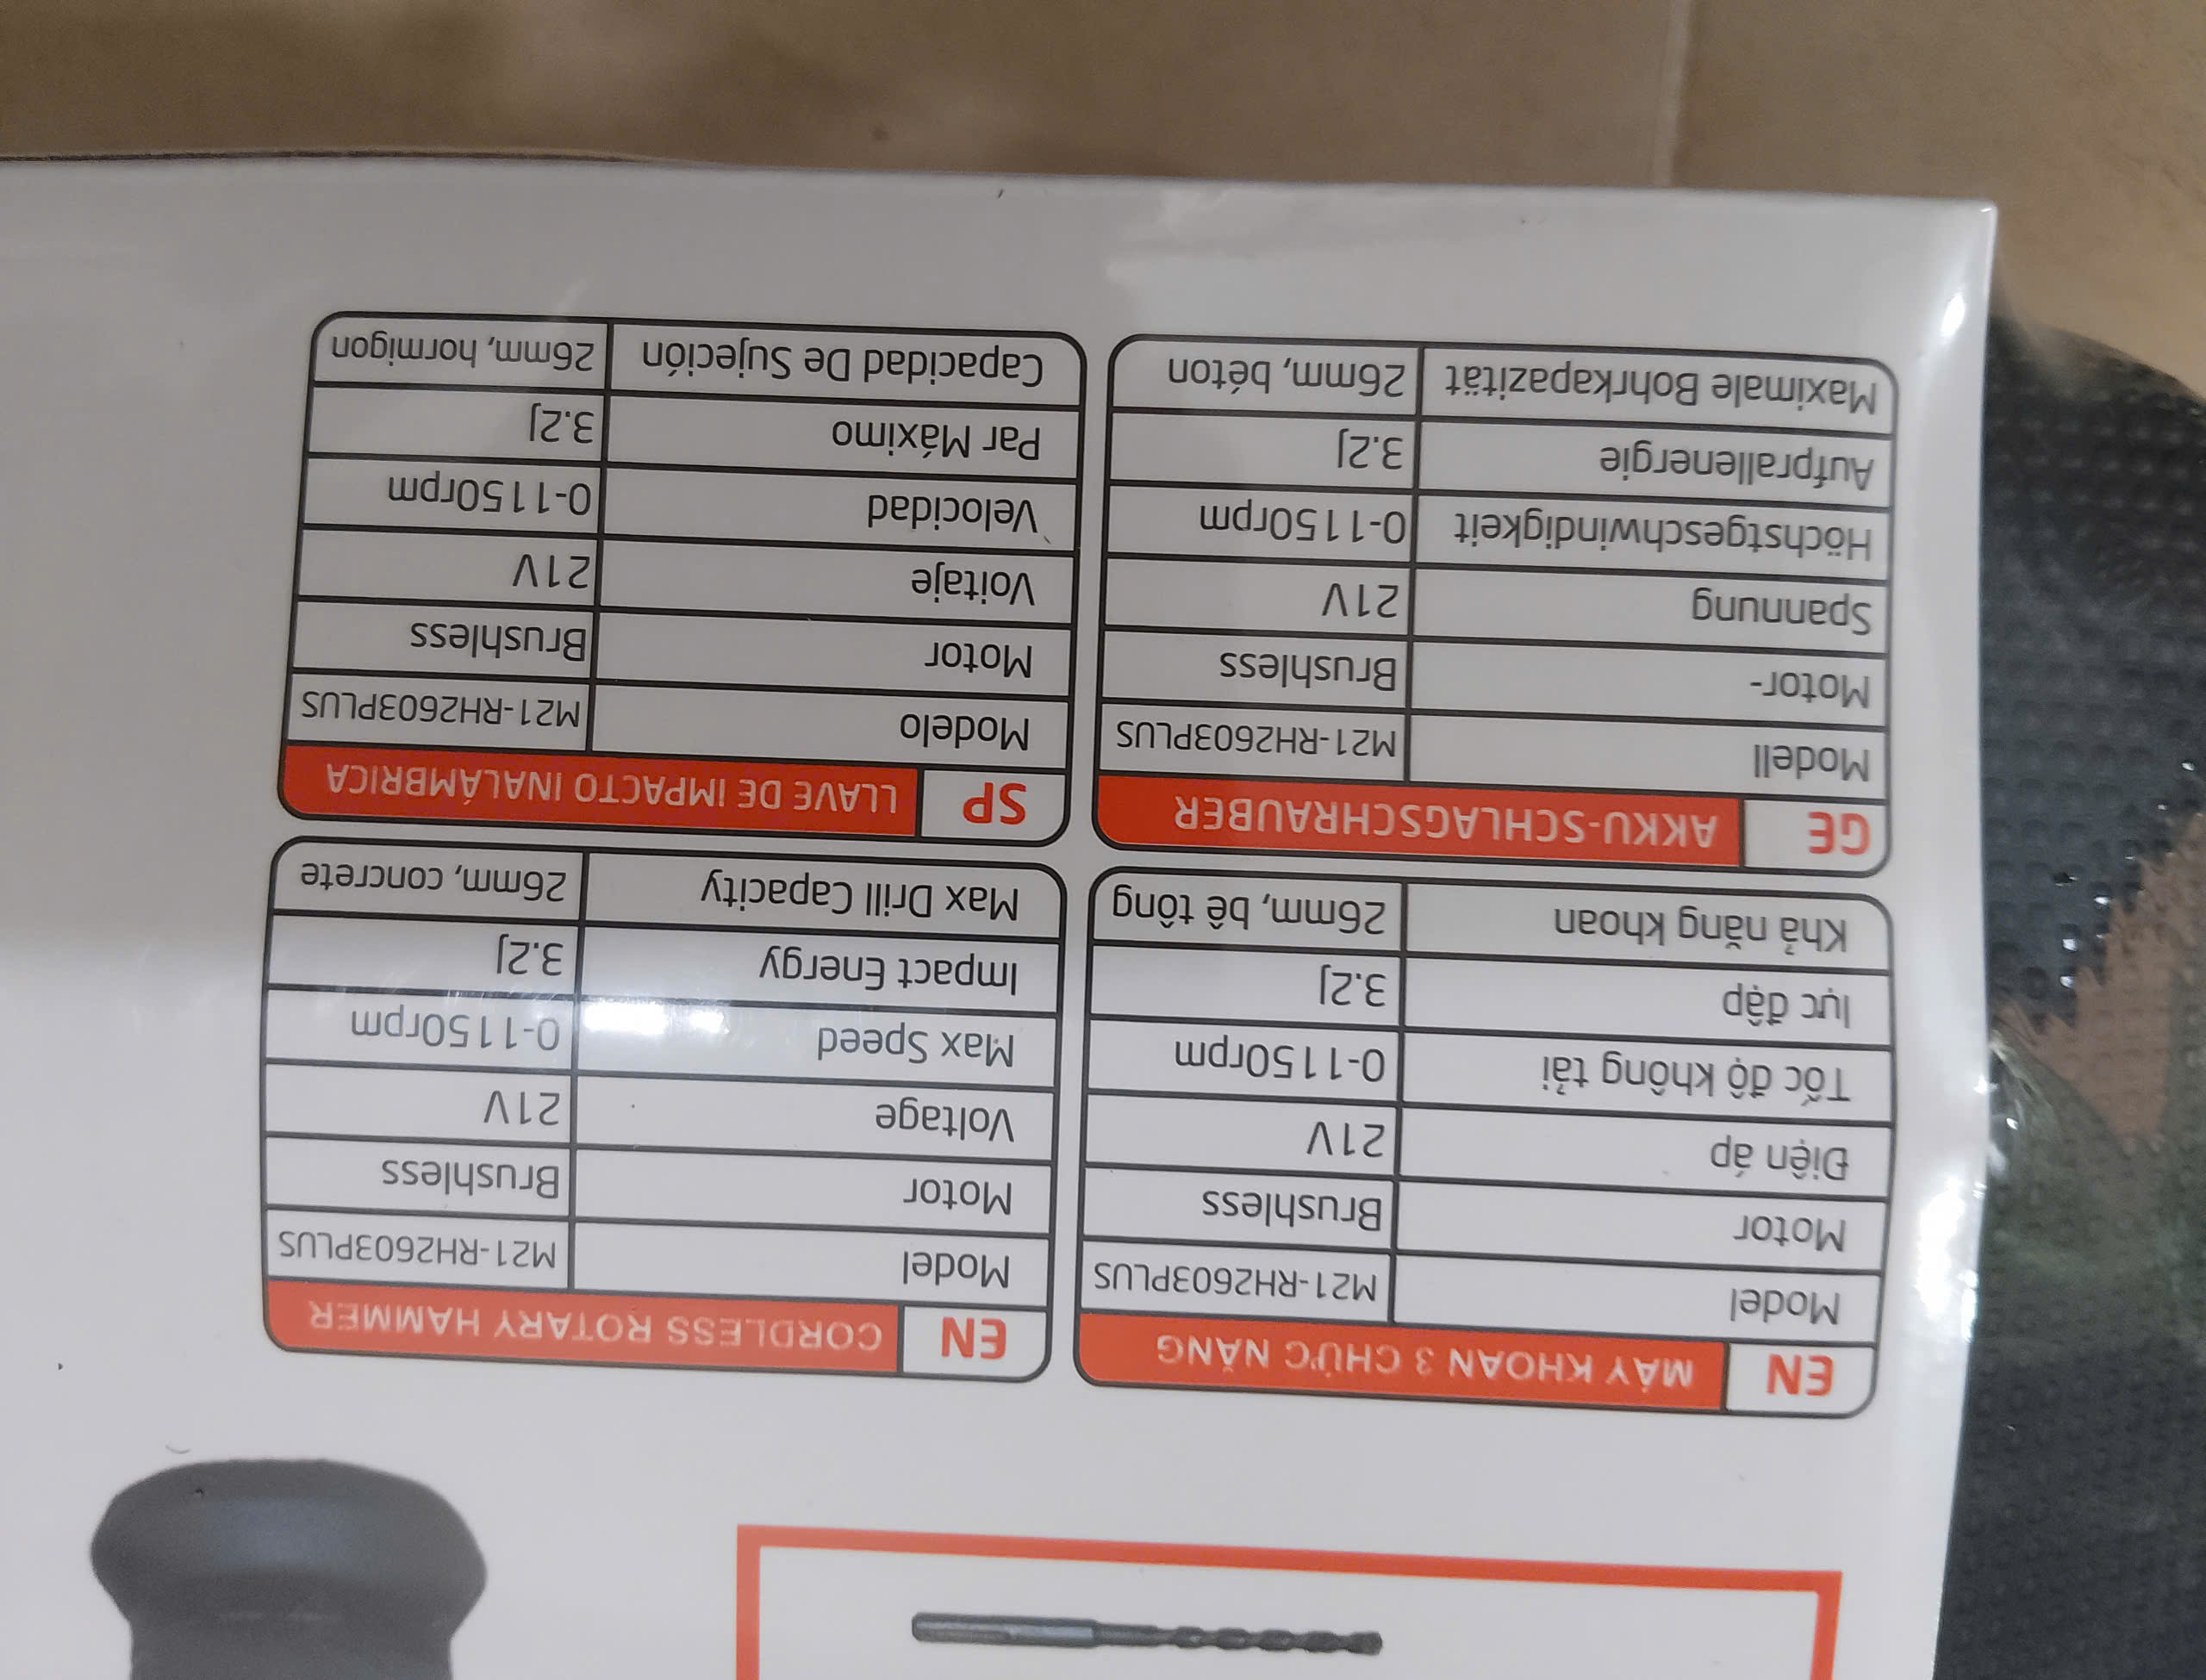 EN MÁY KHOAN 3 CHỨC NĂNG
Model M21-RH2603PLUS
Motor Brushless
Điện áp 21V
Tốc độ không tải 0-1150rpm
lực đập 3.2J
Khả năng khoan 26mm, bê tông
EN CORDLESS ROTARY HAMMER
Model M21-RH2603PLUS
Motor Brushless
Voltage 21V
Max Speed 0-1150rpm
Impact Energy 3.2J
Max Drill Capacity 26mm, concrete
GE AKKU-SCHLAGSCHRAUBER
Modell M21-RH2603PLUS
Motor- Brushless
Spannung 21V
Höchstgeschwindigkeit 0-1150rpm
Aufprallenergie 3.2J
Maximale Bohrkapazität 26mm, béton
SP LLAVE DE IMPACTO INALÁMBRICA
Modelo M21-RH2603PLUS
Motor Brushless
Voitaje 21V
Velocidad 0-1150rpm
Par Máximo 3.2J
Capacidad De Sujeción 26mm, hormigon